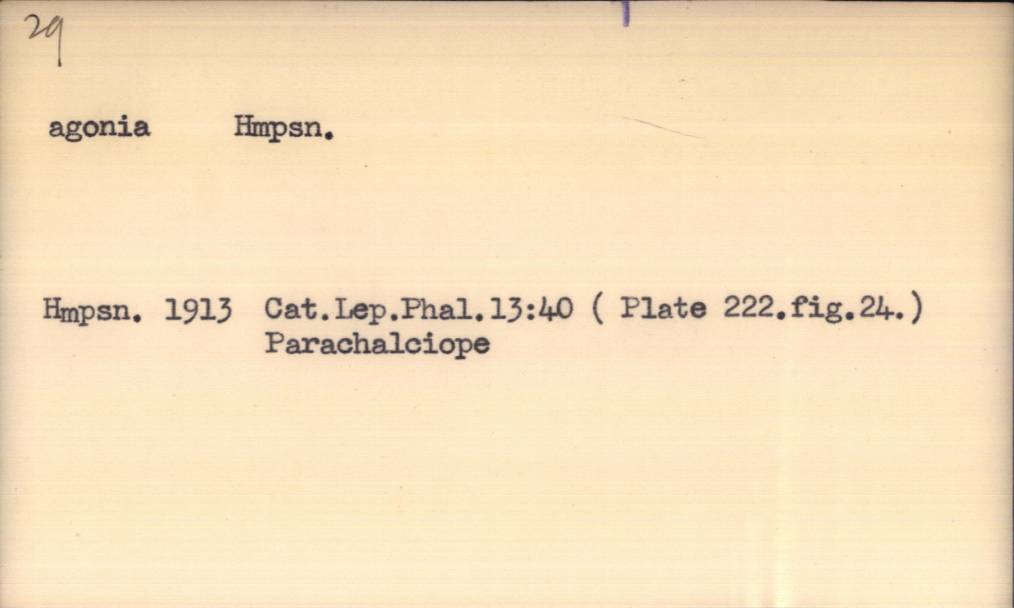 29
agonia Hmpsn.
Hmpsn. 1913 Cat.Lep.Phal.13:40 ( Plate 222.fig.24.)
Parachalciope